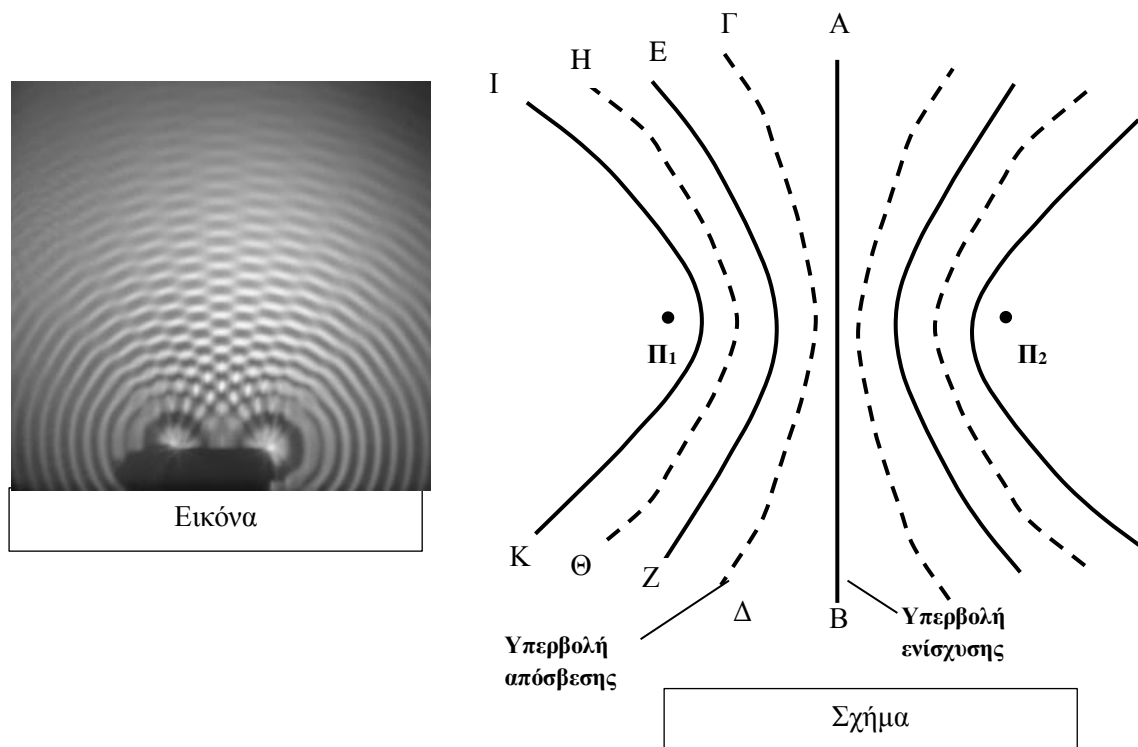 Γ
Α
Ε
Η
Ι
Π1
Π2
Κ
Θ
Ζ
Δ
Β
Υπερβολή
απόσβεσης
Υπερβολή
ενίσχυσης
Εικόνα
Σχήμα